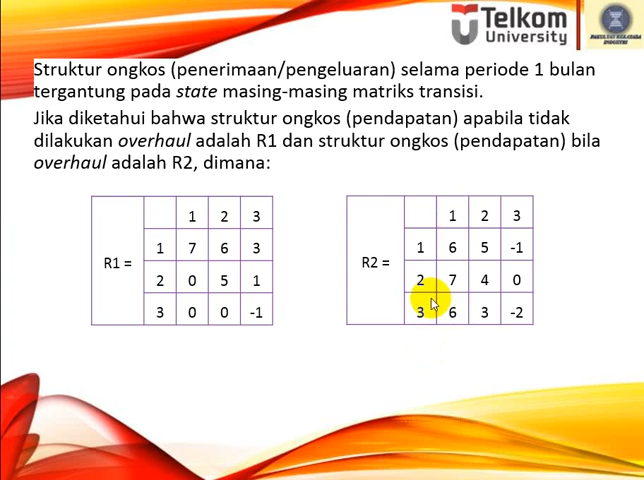 Telkom
University
FAKULTAS REKAYASA
INDUSTRI
Struktur ongkos (penerimaan/pengeluaran) selama periode 1 bulan
tergantung pada state masing-masing matriks transisi.
Jika diketahui bahwa struktur ongkos (pendapatan) apabila tidak
dilakukan overhaul adalah R1 dan struktur ongkos (pendapatan) bila
overhaul adalah R2, dimana:
R1 =
1 2 3
1 7 6 3
2 0 5 1
3 0 0 -1
R2 =
1 2 3
1 6 5 -1
2 7 4 0
3 6 3 -2